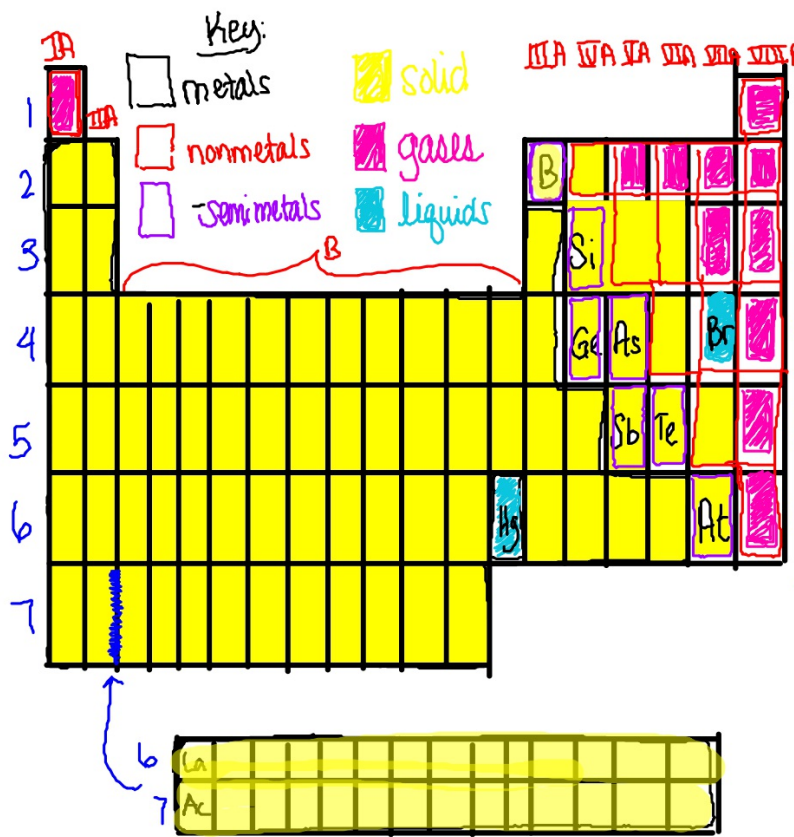 Key:
IA
metals
solid
IIIA IVA VA VIA VIIA VIIIA
1
IIA
nonmetals
gases
2
B
semimetals
liquids
3
B
Si
4
Ge As Br
5
Sb Te
6
Hg At
7
6 La
7 Ac